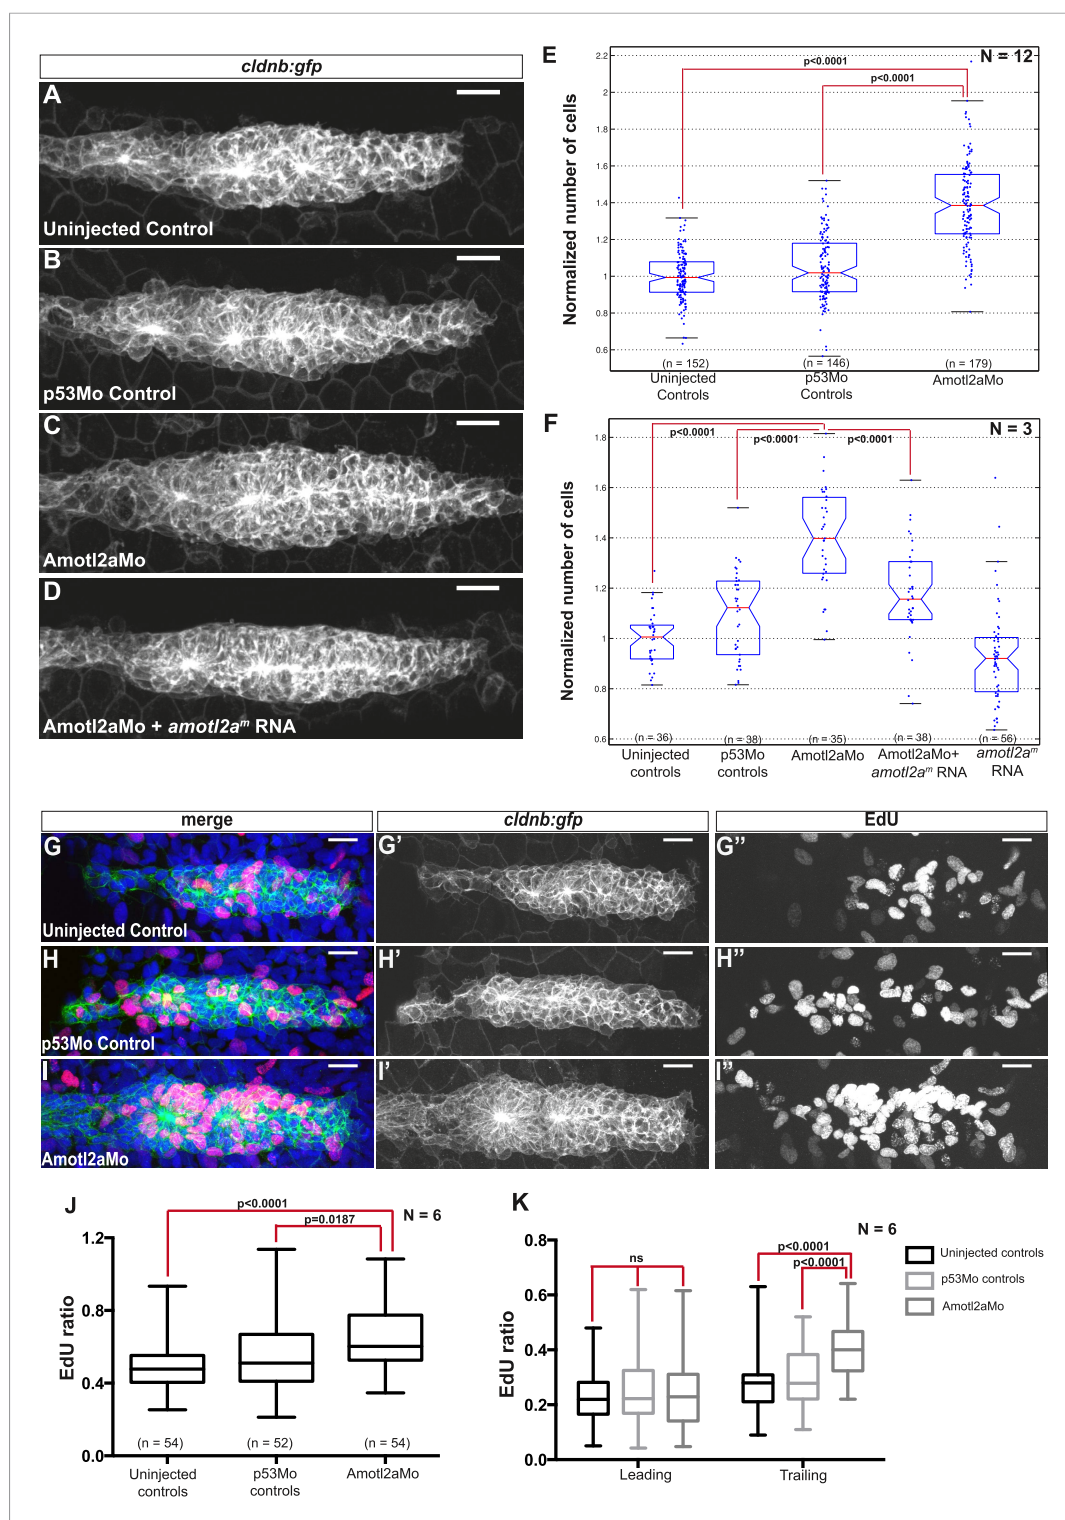 cldnb:gfp
A
Uninjected Control
B
p53Mo Control
C
Amotl2aMo
D
Amotl2aMo + amotl2aᵐ RNA
E
N = 12
p<0.0001
p<0.0001
Normalized number of cells
2.2
2
1.8
1.6
1.4
1.2
1
0.8
0.6
(n = 152)
(n = 146)
(n = 179)
Uninjected
Controls
p53Mo
Controls
Amotl2aMo
F
N = 3
p<0.0001
p<0.0001
p<0.0001
Normalized number of cells
1.8
1.6
1.4
1.2
1
0.8
0.6
(n = 36)
(n = 38)
(n = 35)
(n = 38)
(n = 56)
Uninjected
controls
p53Mo
controls
Amotl2aMo
Amotl2aMo+
amotl2aᵐ RNA
amotl2aᵐ
RNA
merge
cldnb:gfp
EdU
G
Uninjected Control
G'
G''
H
p53Mo Control
H'
H''
I
Amotl2aMo
I'
I''
J
p<0.0001
N = 6
p=0.0187
EdU ratio
1.2
0.8
0.4
0.0
(n = 54)
(n = 52)
(n = 54)
Uninjected
controls
p53Mo
controls
Amotl2aMo
K
N = 6
ns
p<0.0001
p<0.0001
EdU ratio
0.8
0.6
0.4
0.2
0.0
Leading
Trailing
Uninjected controls
p53Mo controls
Amotl2aMo